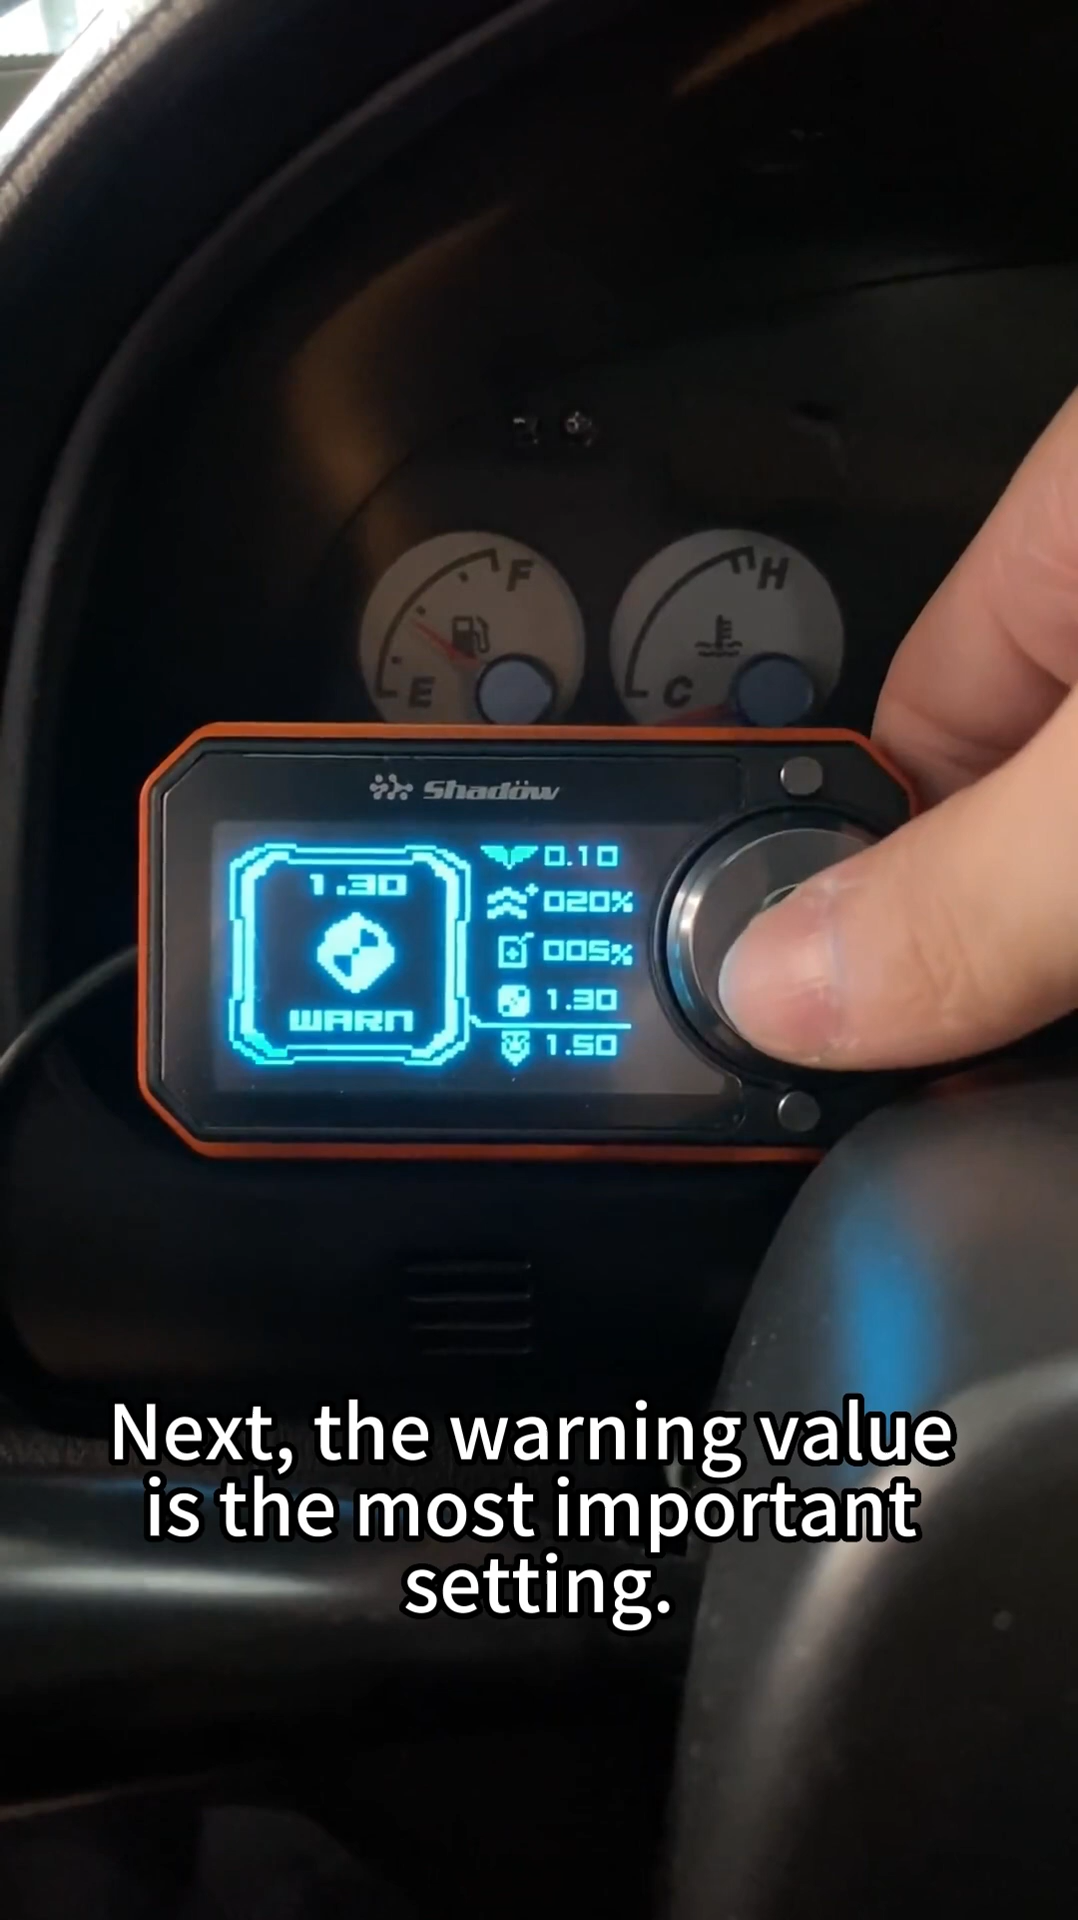 F
H
E
C
Shadöw
1.30
WARN
0.10
020%
005%
1.30
1.50
Next, the warning value
is the most important
setting.